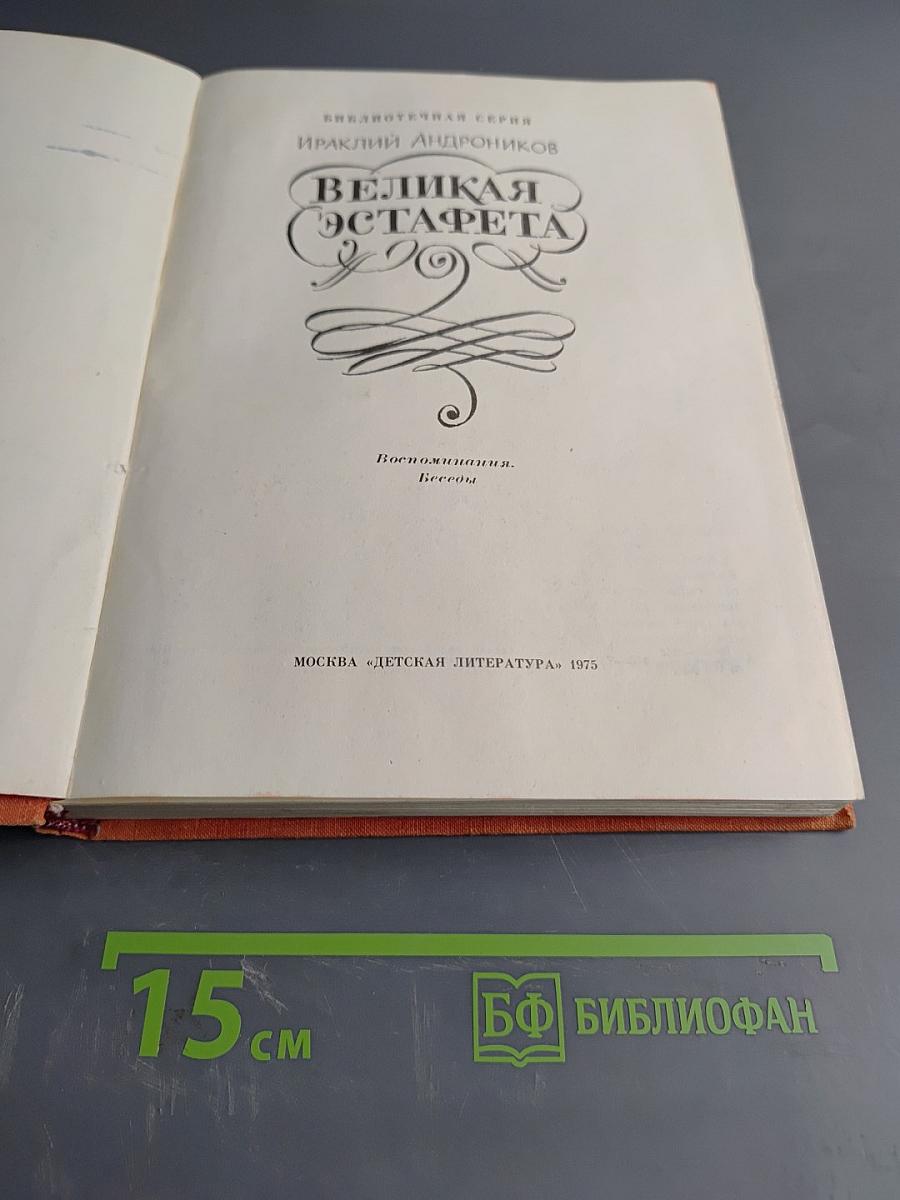 БИБЛИОТЕЧНАЯ СЕРИЯ
ИРАКЛИЙ АНДРОНИКОВ
ВЕЛИКАЯ
ЭСТАФЕТА
Воспоминания.
Беседы
МОСКВА «ДЕТСКАЯ ЛИТЕРАТУРА» 1975
15 см
БФ БИБЛИОФАН